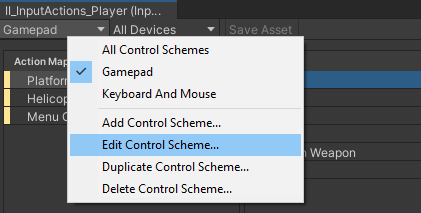 II_InputActions_Player (Inp...
Gamepad
All Devices
Save Asset
Action Map
All Control Schemes
Gamepad
Keyboard And Mouse
Add Control Scheme...
Edit Control Scheme...
Duplicate Control Scheme...
Delete Control Scheme...
Platfor
Helicop
Menu
Weapon